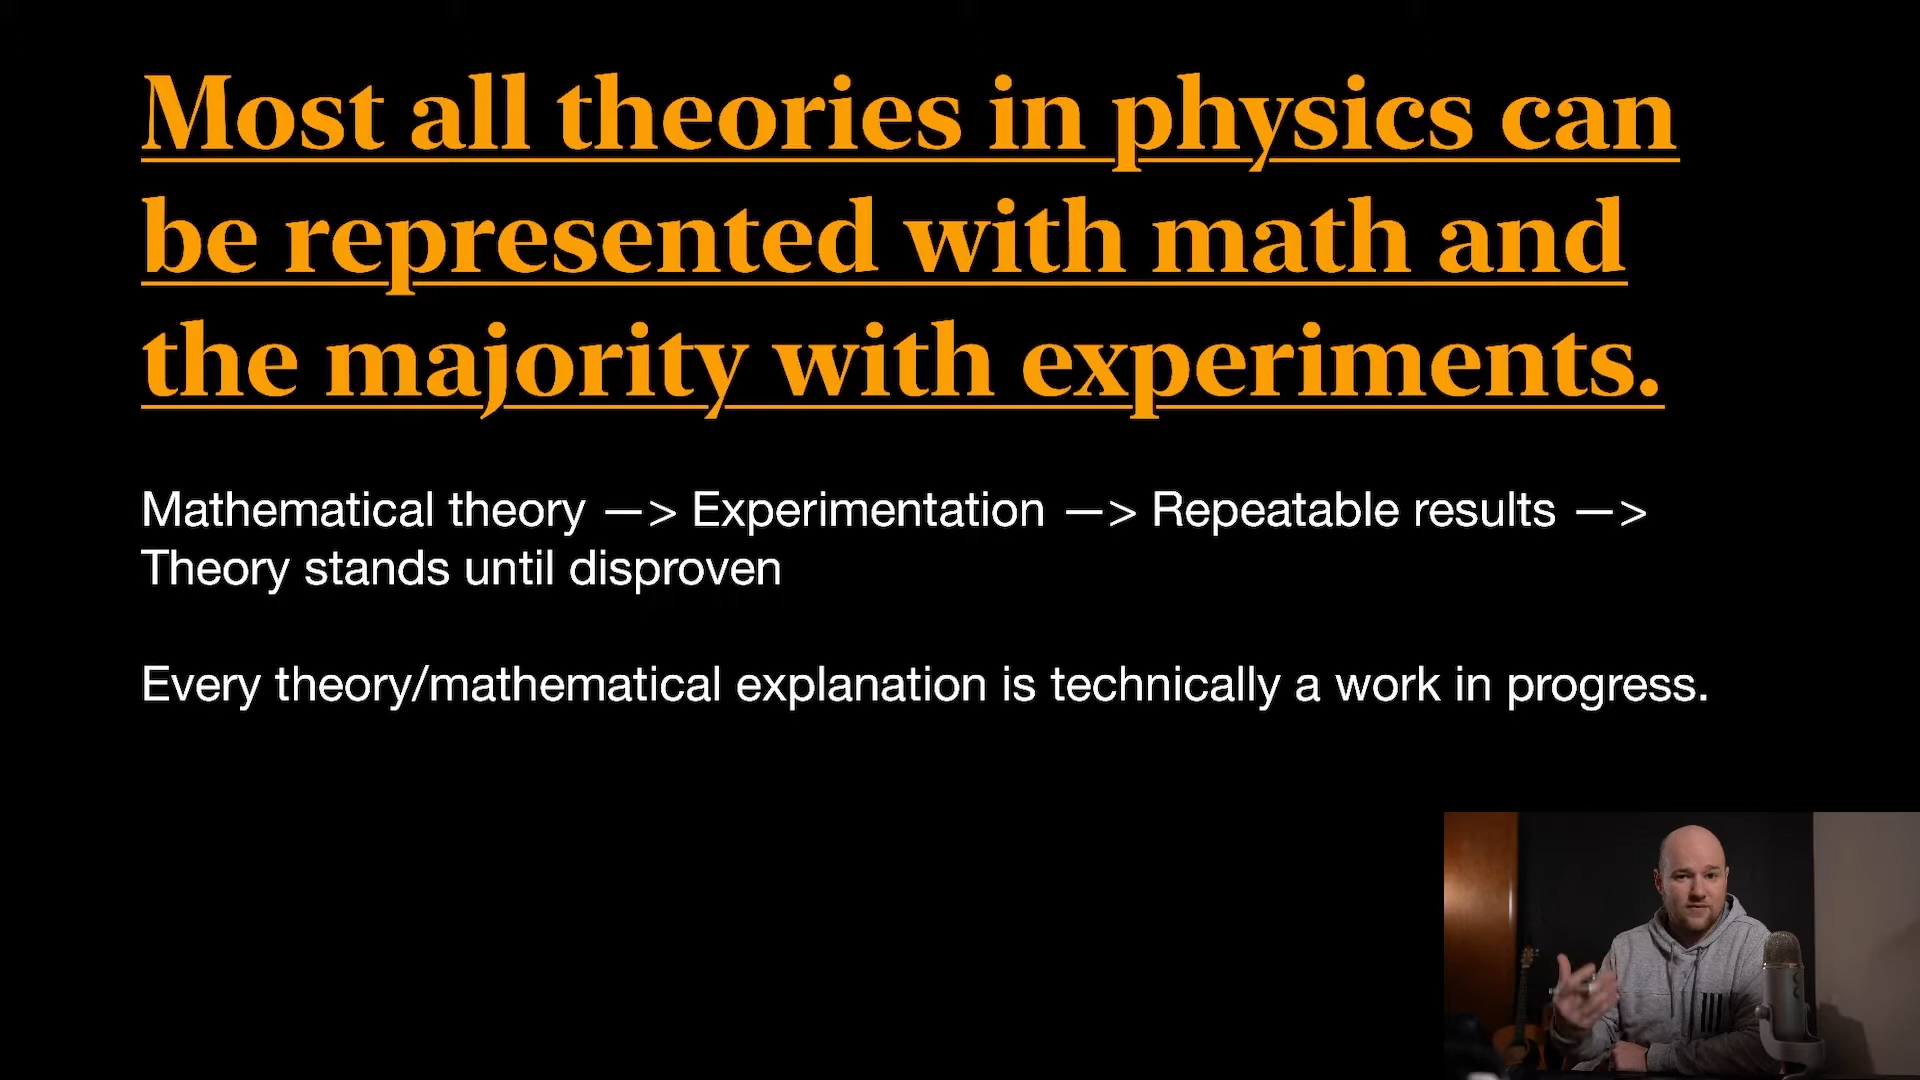 Most all theories in physics can
be represented with math and
the majority with experiments.
Mathematical theory —> Experimentation —> Repeatable results —>
Theory stands until disproven
Every theory/mathematical explanation is technically a work in progress.